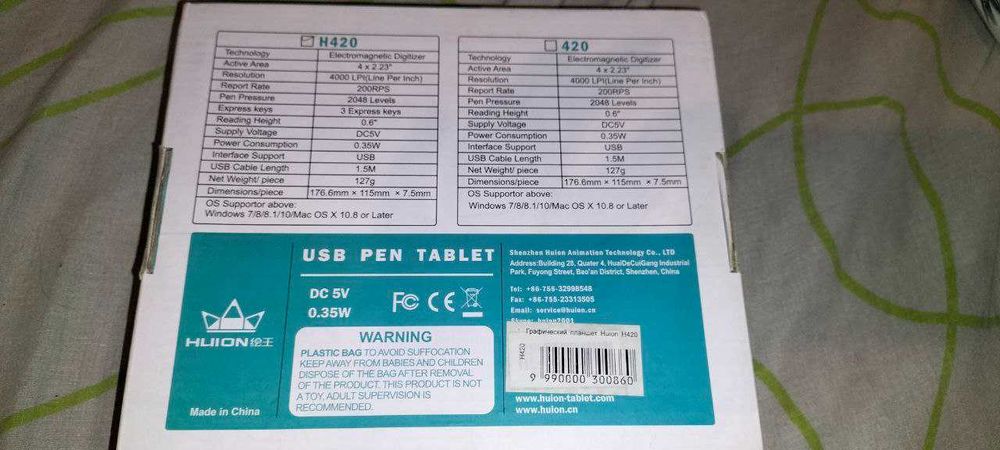 H420
Technology Electromagnetic Digitizer
Active Area 4 x 2.23"
Resolution 4000 LPI(Line Per Inch)
Report Rate 200RPS
Pen Pressure 2048 Levels
Express keys 3 Express keys
Reading Height 0.6"
Supply Voltage DC5V
Power Consumption 0.35W
Interface Support USB
USB Cable Length 1.5M
Net Weight/ piece 127g
Dimensions/piece 176.6mm × 115mm × 7.5mm
OS Supportor above:
Windows 7/8/8.1/10/Mac OS X 10.8 or Later
420
Technology Electromagnetic Digitizer
Active Area 4 x 2.23"
Resolution 4000 LPI(Line Per Inch)
Report Rate 200RPS
Pen Pressure 2048 Levels
Reading Height 0.6"
Supply Voltage DC5V
Power Consumption 0.35W
Interface Support USB
USB Cable Length 1.5M
Net Weight/ piece 127g
Dimensions/piece 176.6mm × 115mm × 7.5mm
OS Supportor above:
Windows 7/8/8.1/10/Mac OS X 10.8 or Later
HUION 绘王
Made in China
USB PEN TABLET
DC 5V
0.35W
FC CE
WARNING
PLASTIC BAG TO AVOID SUFFOCATION
KEEP AWAY FROM BABIES AND CHILDREN
DISPOSE OF THE BAG AFTER REMOVAL
OF THE PRODUCT. THIS PRODUCT IS NOT
A TOY, ADULT SUPERVISION IS
RECOMMENDED.
Shenzhen Huion Animation Technology Co., LTD
Address:Building 28, Quater 4, HuaiDeCuiGang Industrial
Park, Fuyong Street, Bao'an District, Shenzhen, China
Tel: +86-755-32998548
Fax: +86-755-23313505
Email: service@huion.com
Skype: huion2001
Графический планшет Huion H420
H420
9 990000 300860
www.huion-tablet.com
www.huion.cn